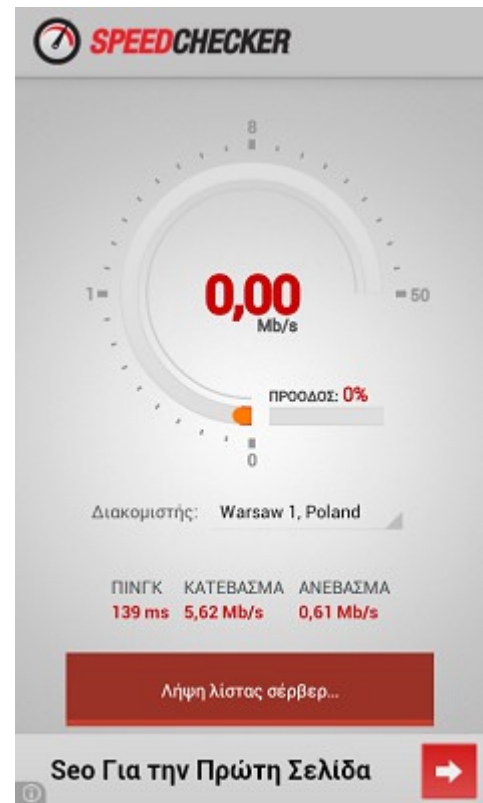 SPEEDCHECKER
8
1
50
0,00
Mb/s
ΠΡΟΟΔΟΣ: 0%
0
Διακομιστής: Warsaw 1, Poland
ΠΙΝΓΚ ΚΑΤΕΒΑΣΜΑ ΑΝΕΒΑΣΜΑ
139 ms 5,62 Mb/s 0,61 Mb/s
Λήψη λίστας σέρβερ...
Seo Για την Πρώτη Σελίδα